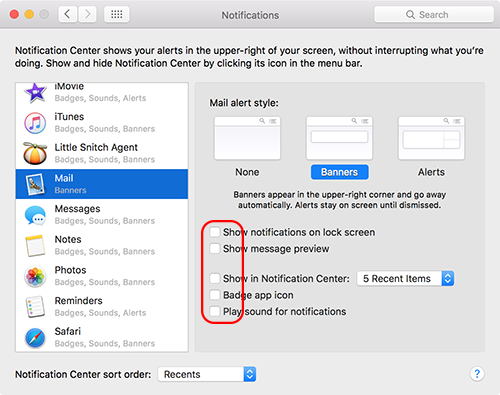 Notifications
Search
Notification Center shows your alerts in the upper-right of your screen, without interrupting what you're
doing. Show and hide Notification Center by clicking its icon in the menu bar.
iMovie
Badges, Sounds, Alerts
iTunes
Badges, Sounds, Banners
Little Snitch Agent
Badges, Sounds, Banners
Mail
Banners
Messages
Badges, Sounds, Banners
Notes
Badges, Sounds, Banners
Photos
Badges, Sounds, Banners
Reminders
Badges, Sounds, Alerts
Safari
Badges, Sounds, Banners
Mail alert style:
None
Banners
Alerts
Banners appear in the upper-right corner and go away
automatically. Alerts stay on screen until dismissed.
Show notifications on lock screen
Show message preview
Show in Notification Center: 5 Recent Items
Badge app icon
Play sound for notifications
Notification Center sort order: Recents
?